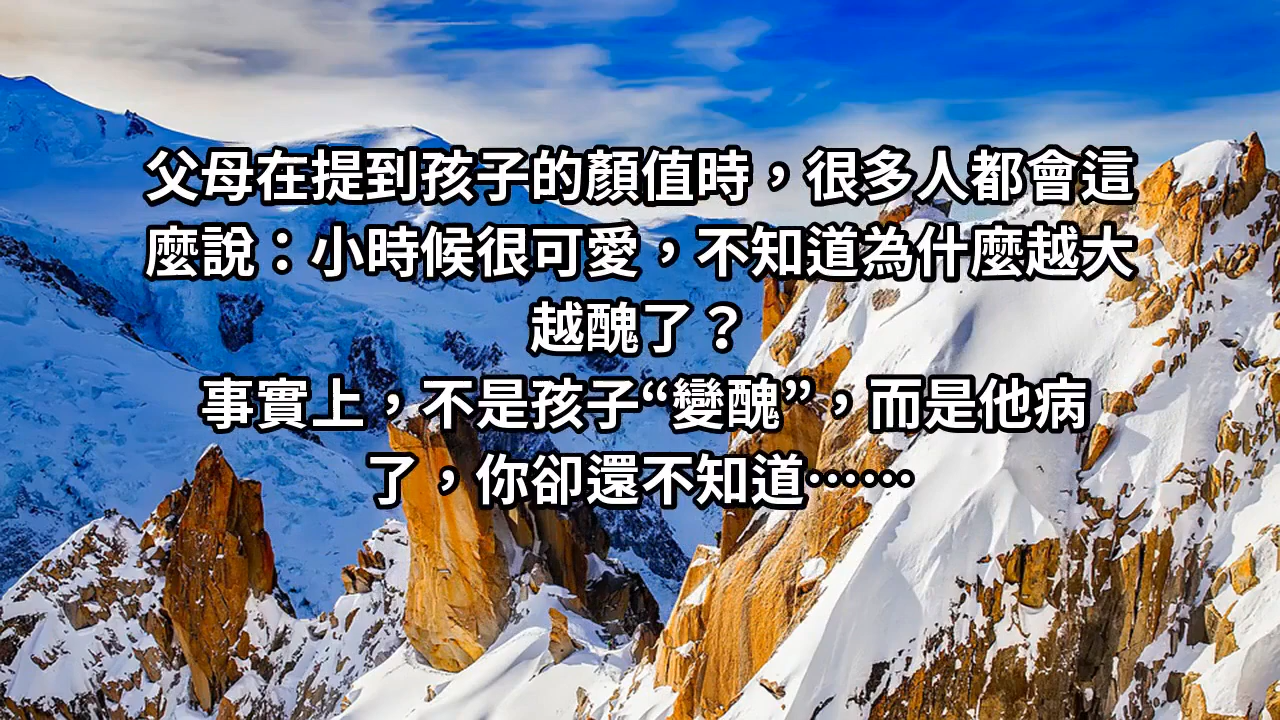 父母在提到孩子的顏值時，很多人都會這
麼說：小時候很可愛，不知道為什麼越大
越醜了？
事實上，不是孩子“變醜”，而是他病
了，你卻還不知道……